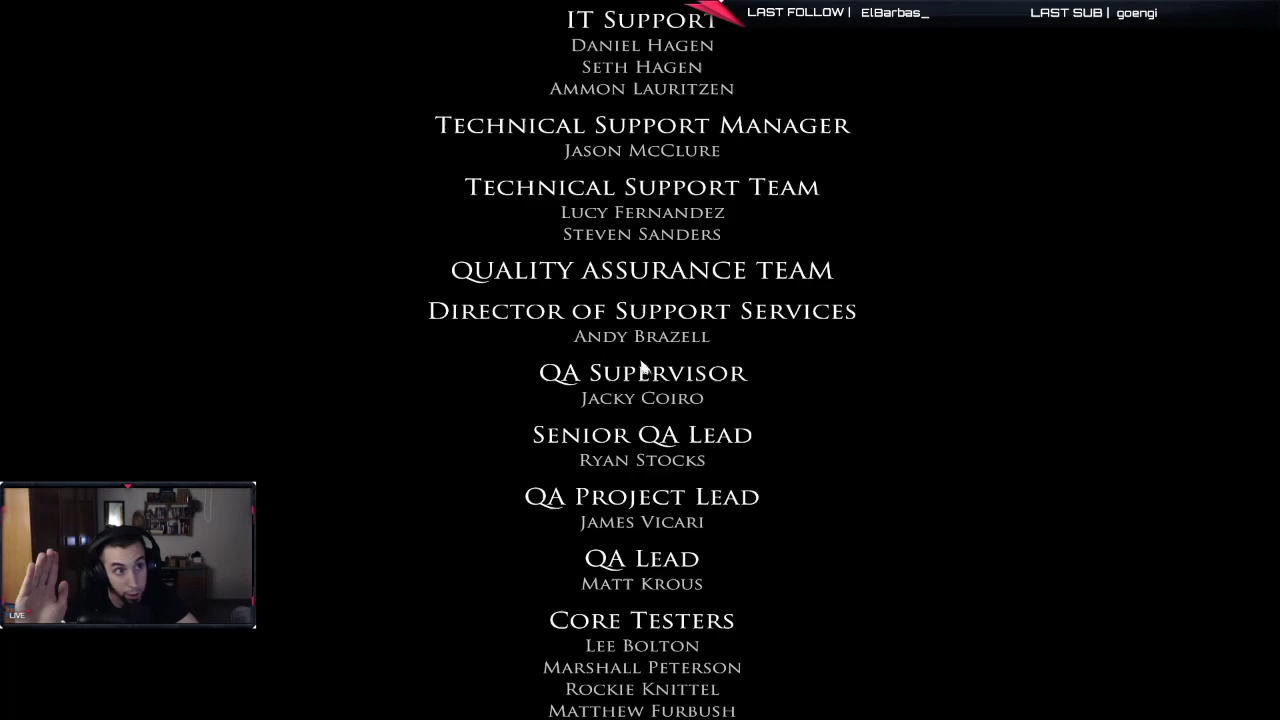 LAST FOLLOW | ElBarbas_ LAST SUB | goengi
IT SUPPORT
DANIEL HAGEN
SETH HAGEN
AMMON LAURITZEN
TECHNICAL SUPPORT MANAGER
JASON MCCLURE
TECHNICAL SUPPORT TEAM
LUCY FERNANDEZ
STEVEN SANDERS
QUALITY ASSURANCE TEAM
DIRECTOR OF SUPPORT SERVICES
ANDY BRAZELL
QA SUPERVISOR
JACKY COIRO
SENIOR QA LEAD
RYAN STOCKS
QA PROJECT LEAD
JAMES VICARI
QA LEAD
MATT KROUS
CORE TESTERS
LEE BOLTON
MARSHALL PETERSON
ROCKIE KNITTEL
MATTHEW FURBUSH
LIVE